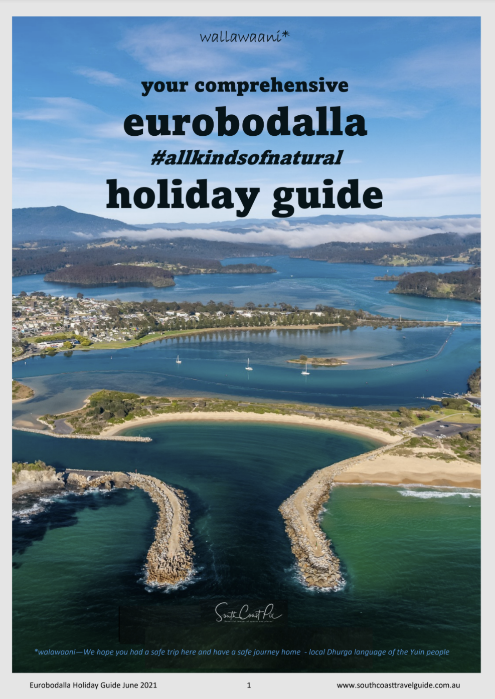 wallawaani*
your comprehensive
eurobodalla
#allkindsofnatural
holiday guide
South Coast Pix
*walawaani—We hope you had a safe trip here and have a safe journey home - local Dhurga language of the Yuin people
Eurobodalla Holiday Guide June 2021 1 www.southcoasttravelguide.com.au